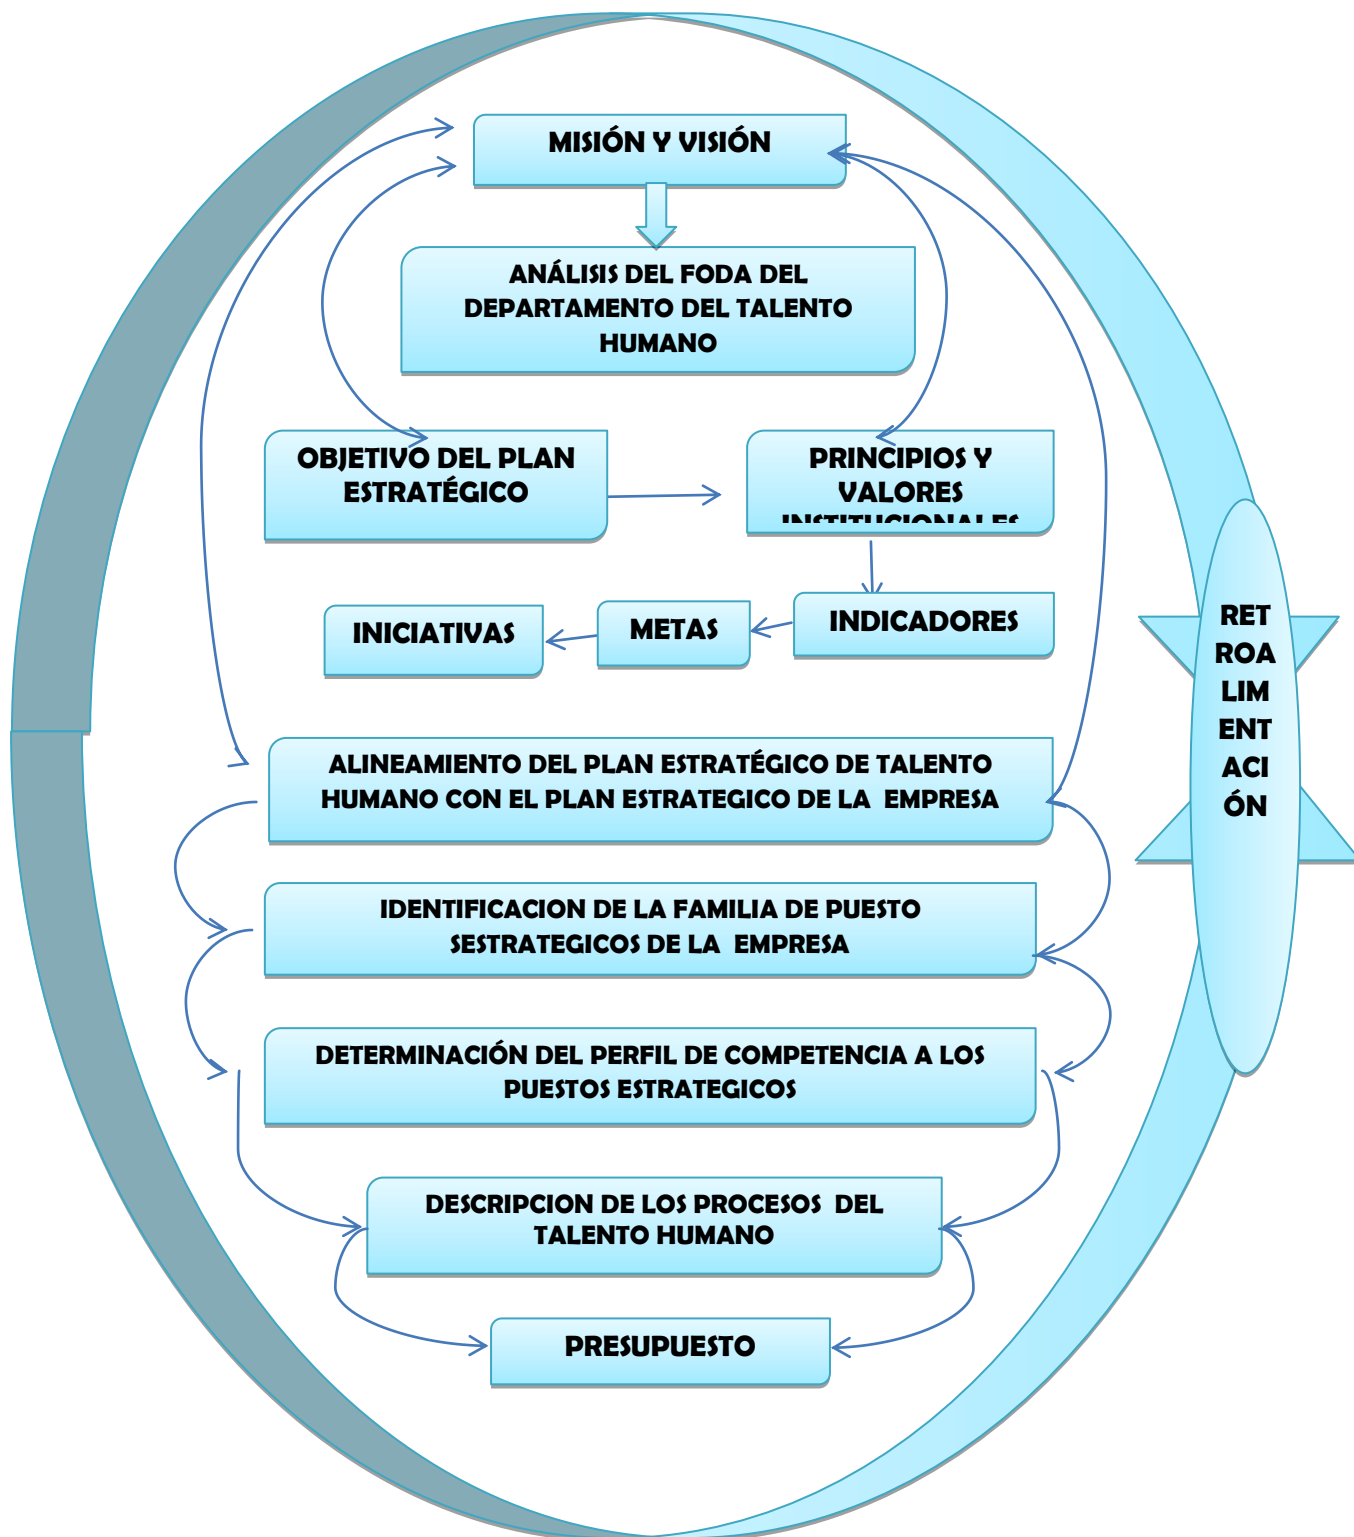 MISIÓN Y VISIÓN
ANÁLISIS DEL FODA DEL
DEPARTAMENTO DEL TALENTO
HUMANO
OBJETIVO DEL PLAN
ESTRATÉGICO
PRINCIPIOS Y
VALORES
INSTITUCIONALES
INICIATIVAS
METAS
INDICADORES
RET
ROA
LIM
ENT
ACI
ÓN
ALINEAMIENTO DEL PLAN ESTRATÉGICO DE TALENTO
HUMANO CON EL PLAN ESTRATEGICO DE LA EMPRESA
IDENTIFICACION DE LA FAMILIA DE PUESTO
SESTRATEGICOS DE LA EMPRESA
DETERMINACIÓN DEL PERFIL DE COMPETENCIA A LOS
PUESTOS ESTRATEGICOS
DESCRIPCION DE LOS PROCESOS DEL
TALENTO HUMANO
PRESUPUESTO